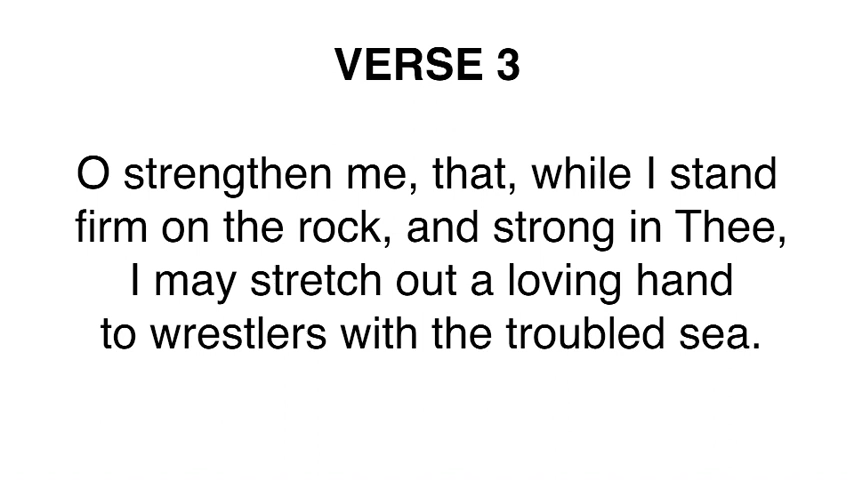 VERSE 3
O strengthen me, that, while I stand
firm on the rock, and strong in Thee,
I may stretch out a loving hand
to wrestlers with the troubled sea.